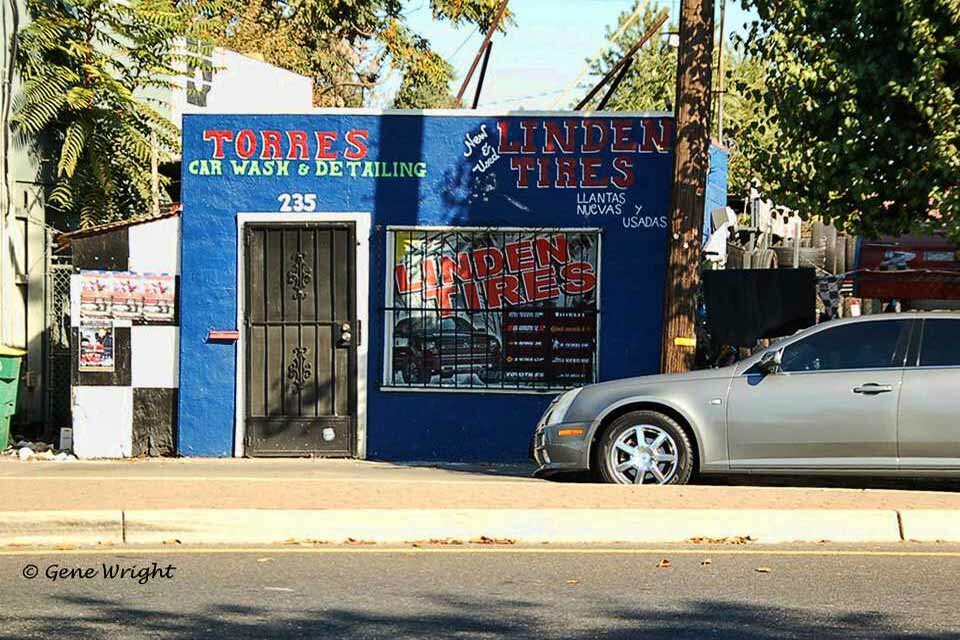 TORRES
CAR WASH & DETAILING
235
New
&
Used
LINDEN
TIRES
LLANTAS
NUEVAS Y
USADAS
LINDEN
TIRES
© Gene Wright